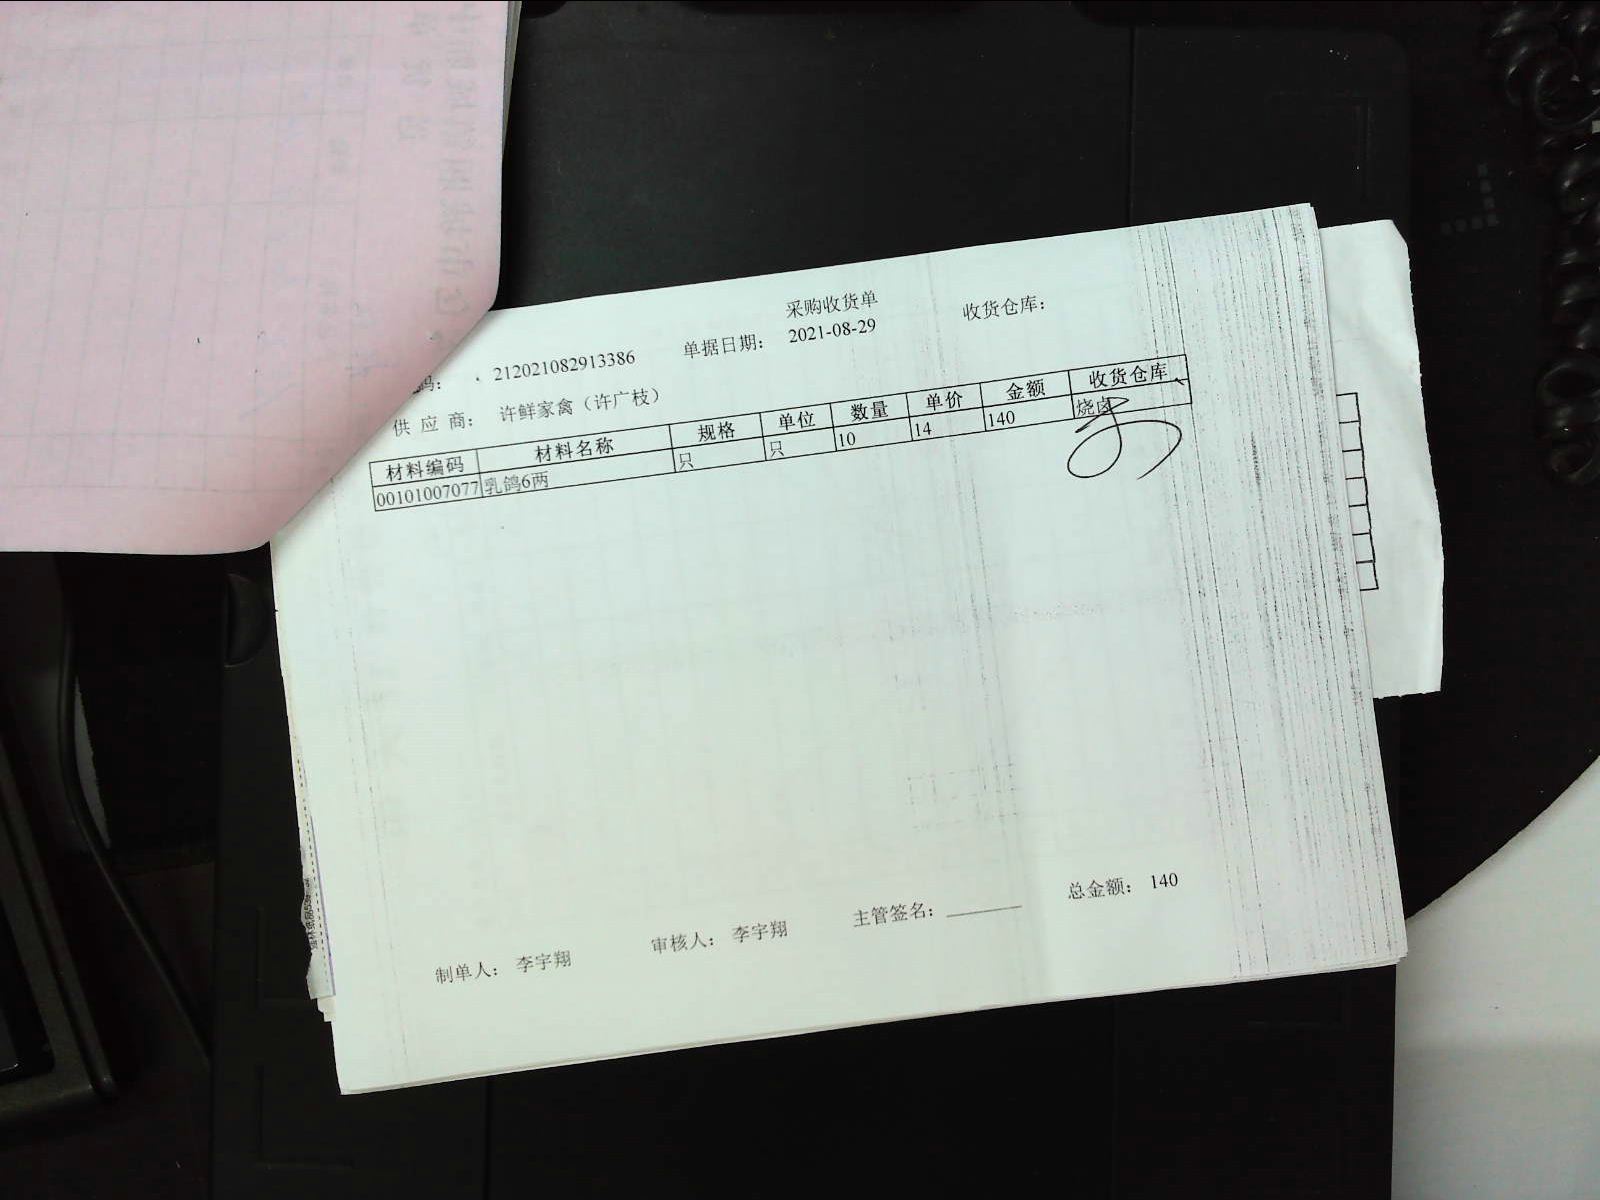 采购收货单
码： 212021082913386 单据日期： 2021-08-29 收货仓库：
供 应 商： 许鲜家禽（许广枝）
材料编码 材料名称 规格 单位 数量 单价 金额 收货仓库
00101007077 乳鸽6两 只 只 10 14 140 烧卤
总金额： 140
制单人： 李宇翔 审核人： 李宇翔 主管签名：